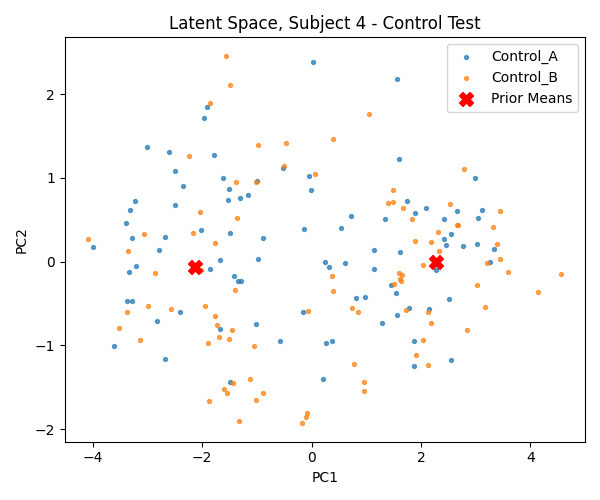 Latent Space, Subject 4 - Control Test
Control_A
Control_B
Prior Means
PC2
2
1
0
−1
−2
−4
−2
0
2
4
PC1